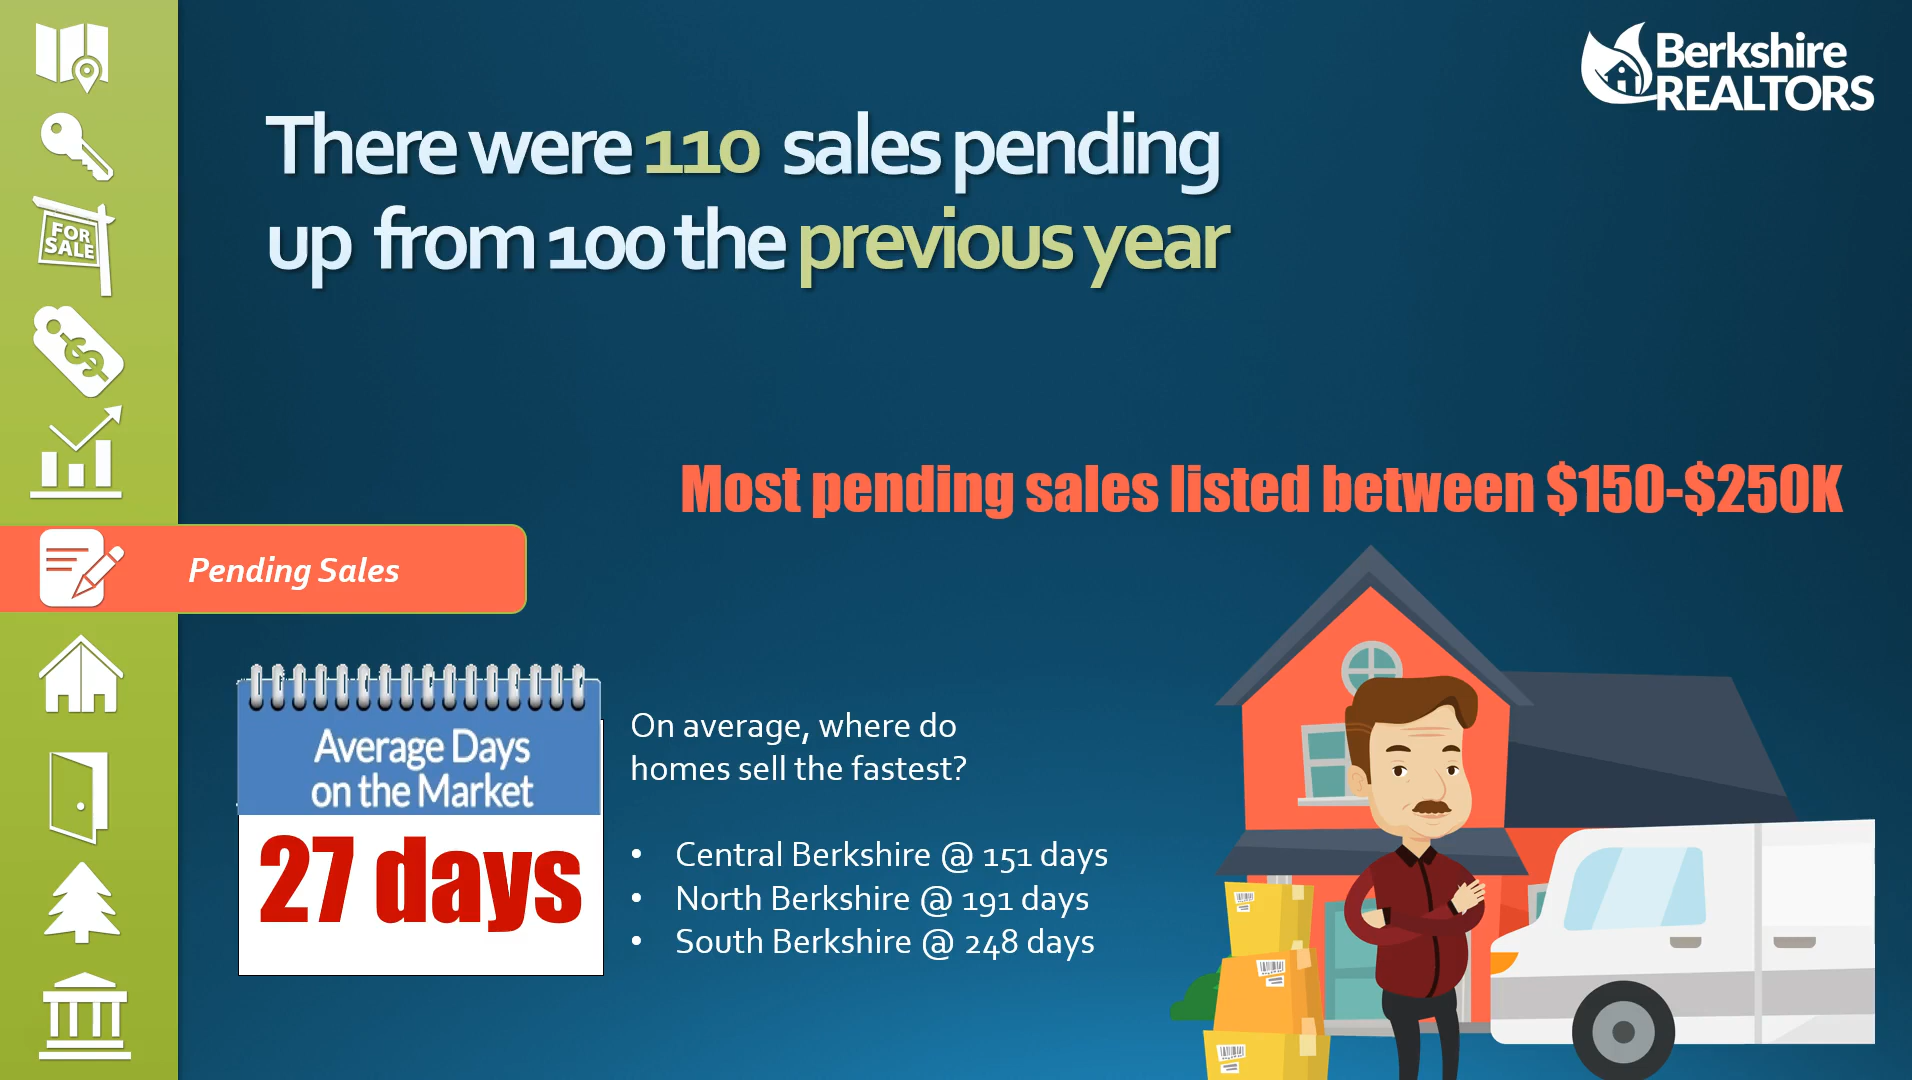 Berkshire
REALTORS
There were 110 sales pending
up from 100 the previous year
FOR
SALE
Most pending sales listed between $150-$250K
Pending Sales
Average Days
on the Market
27 days
On average, where do
homes sell the fastest?
• Central Berkshire @ 151 days
• North Berkshire @ 191 days
• South Berkshire @ 248 days